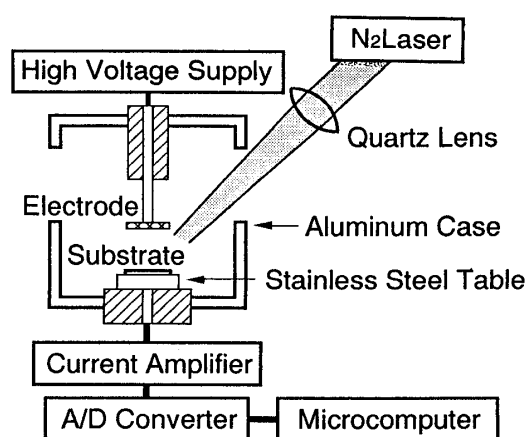 N2Laser
High Voltage Supply
Quartz Lens
Electrode
Aluminum Case
Substrate
Stainless Steel Table
Current Amplifier
A/D Converter
Microcomputer